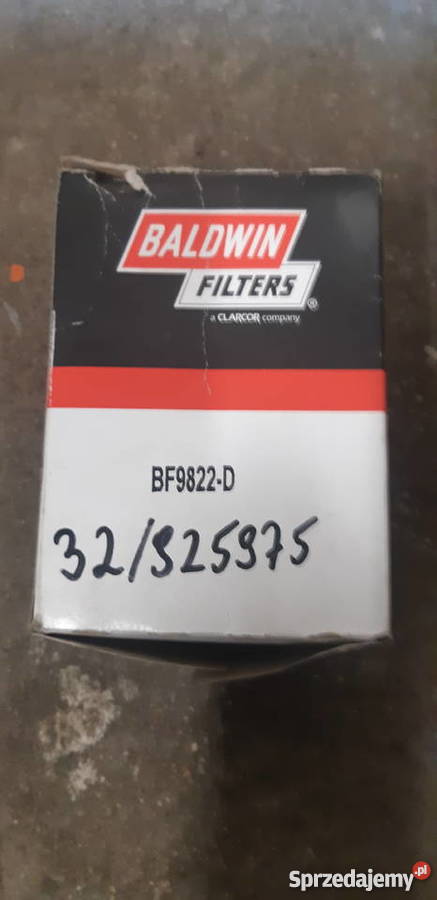 BALDWIN
FILTERS®
a CLARCOR company
BF9822-D
32/925975
Sprzedajemy.pl